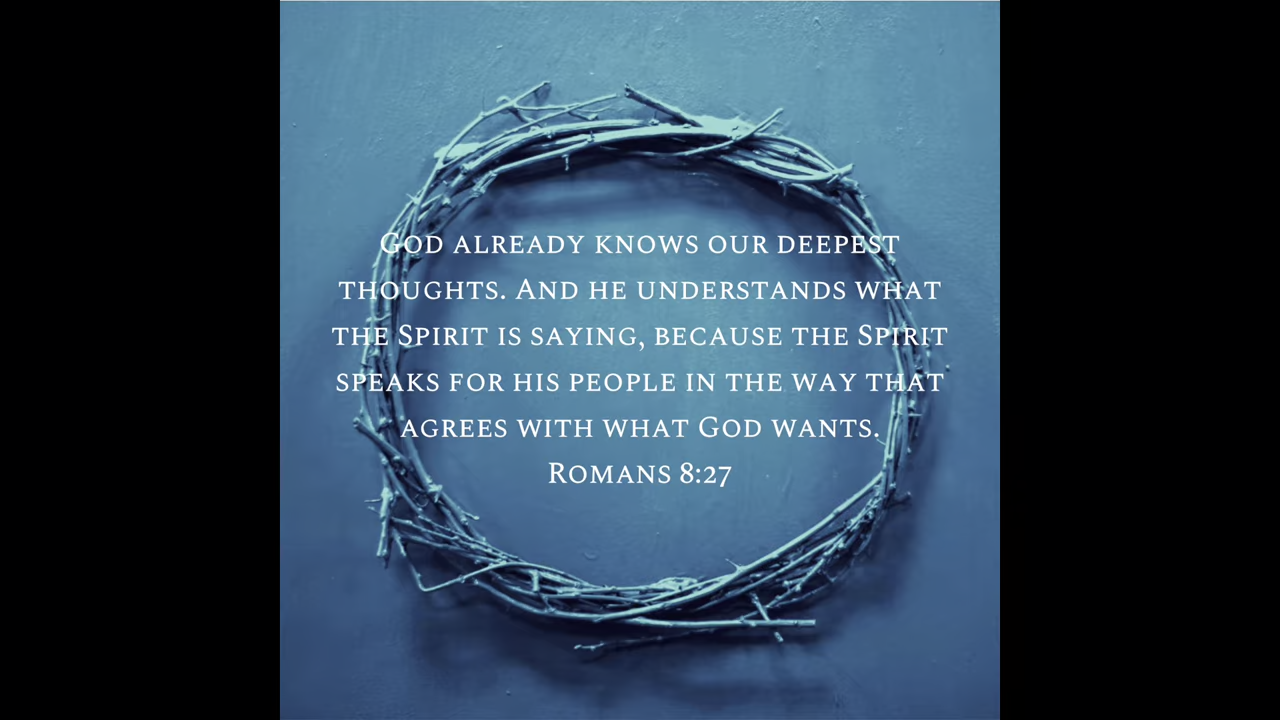 God already knows our deepest
thoughts. And he understands what
the Spirit is saying, because the Spirit
speaks for his people in the way that
agrees with what God wants.
Romans 8:27